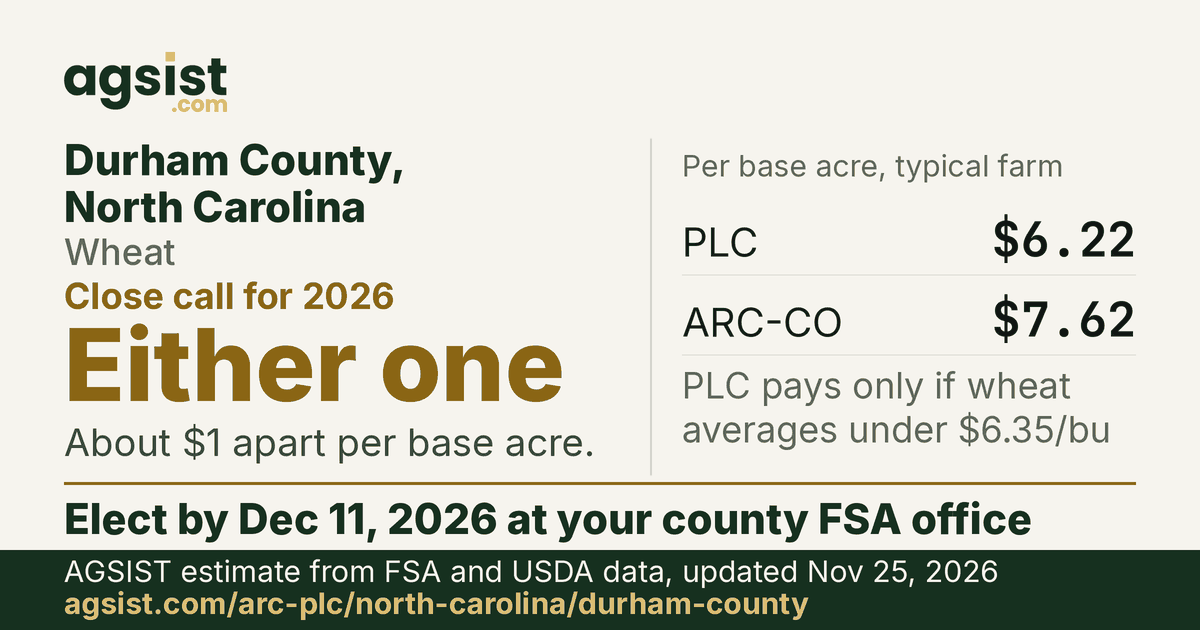 agsist
.com
Durham County,
North Carolina
Wheat
Close call for 2026
Either one
About $1 apart per base acre.
Per base acre, typical farm
PLC $6.22
ARC-CO $7.62
PLC pays only if wheat
averages under $6.35/bu
Elect by Dec 11, 2026 at your county FSA office
AGSIST estimate from FSA and USDA data, updated Nov 25, 2026
agsist.com/arc-plc/north-carolina/durham-county